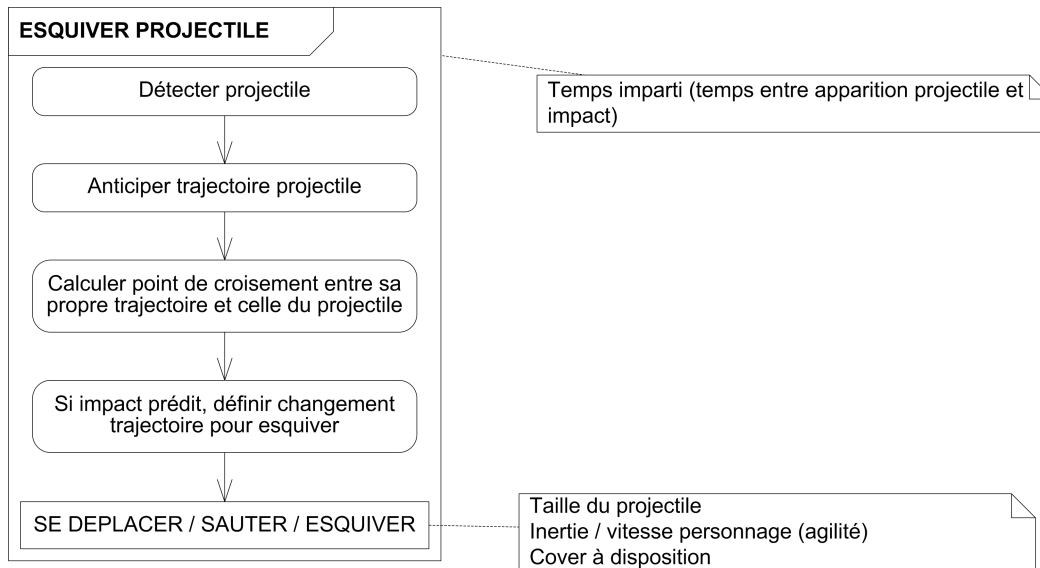 ESQUIVER PROJECTILE
Détecter projectile
Temps imparti (temps entre apparition projectile et
impact)
Anticiper trajectoire projectile
Calculer point de croisement entre sa
propre trajectoire et celle du projectile
Si impact prédit, définir changement
trajectoire pour esquiver
SE DEPLACER / SAUTER / ESQUIVER
Taille du projectile
Inertie / vitesse personnage (agilité)
Cover à disposition